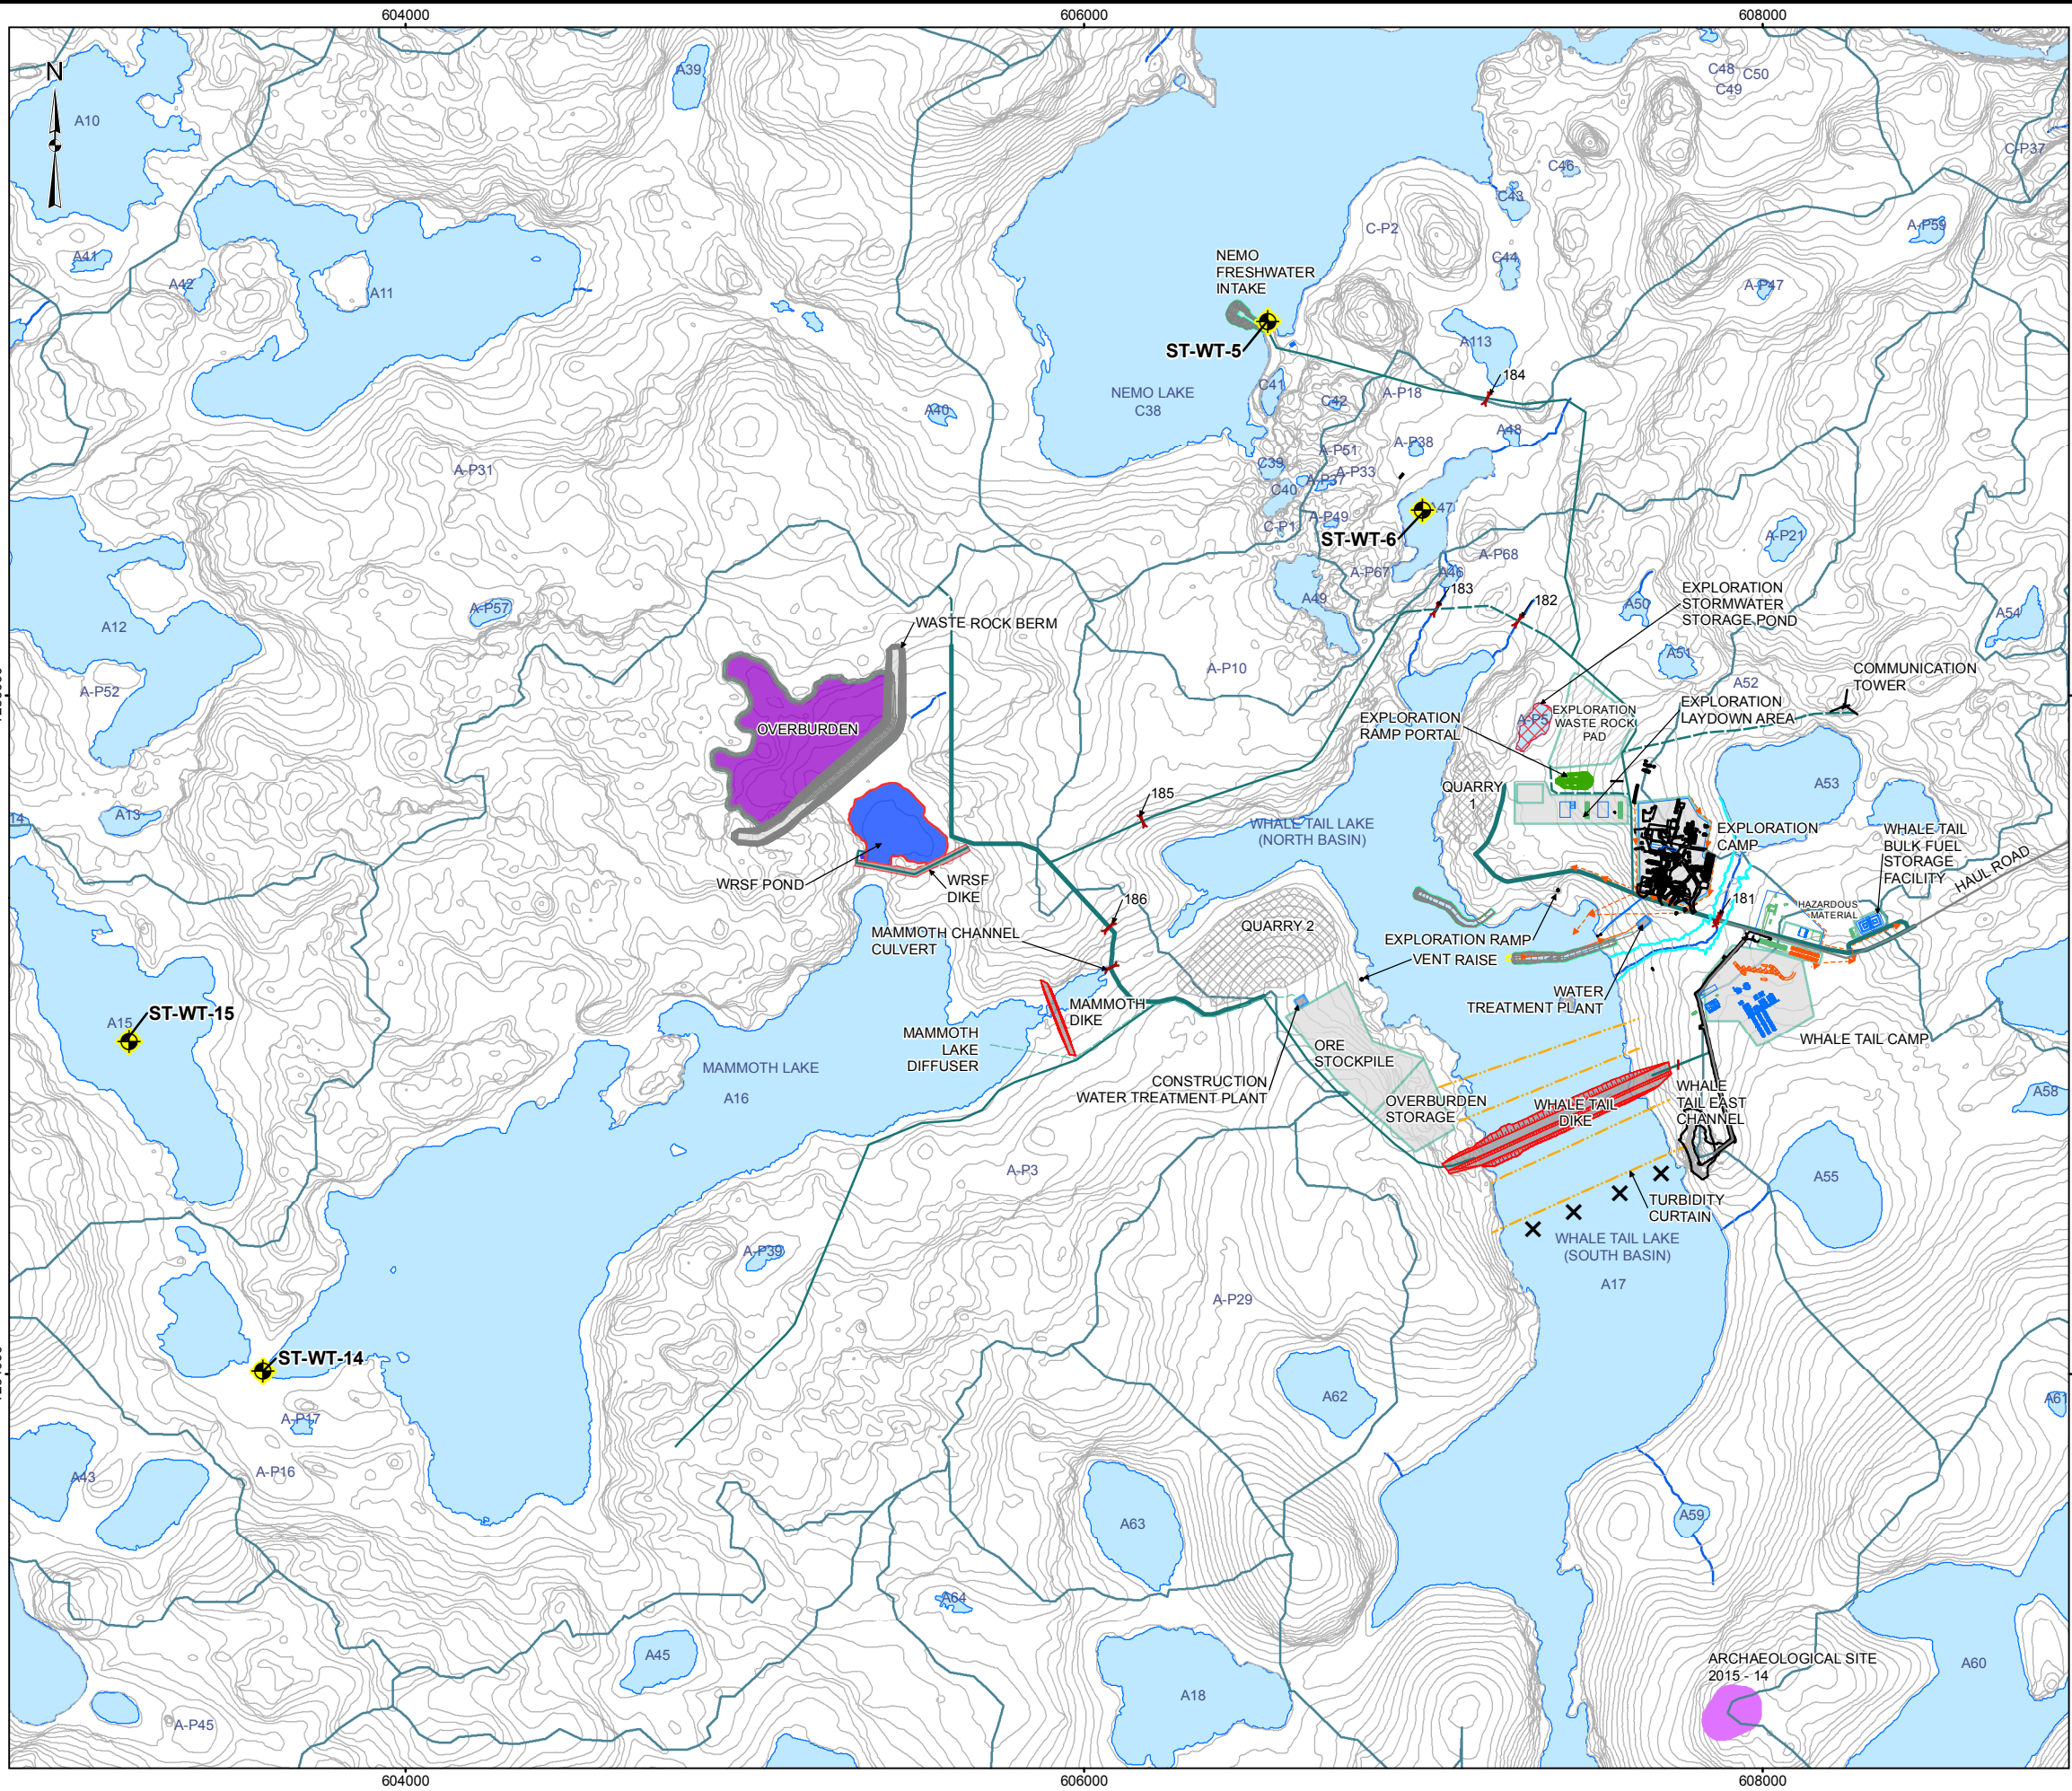 604000
606000
608000
N
A10
A39
C48
C50
C49
C-P37
C46
C43
A41
A42
A11
C-P2
C44
A-P59
A-P47
NEMO
FRESHWATER
INTAKE
ST-WT-5
A113
184
NEMO LAKE
C38
C41
C42
A-P18
A40
A48
A-P38
A-P51
A-P31
C39
A-P33
A-P37
C40
A47
A-P49
C-P1
ST-WT-6
A-P21
A-P68
A-P67
A46
183
182
A49
A50
A54
EXPLORATION
STORMWATER
STORAGE POND
A-P57
A12
WASTE ROCK BERM
A-P10
A51
A52
COMMUNICATION
TOWER
A-P52
EXPLORATION
LAYDOWN AREA
OVERBURDEN
EXPLORATION
RAMP PORTAL
EXPLORATION
WASTE ROCK
PAD
QUARRY
1
A53
A13
14
185
WHALE TAIL LAKE
(NORTH BASIN)
EXPLORATION
CAMP
WHALE TAIL
BULK FUEL
STORAGE
FACILITY
HAUL ROAD
WRSF POND
WRSF
DIKE
186
181
HAZARDOUS
MATERIAL
MAMMOTH CHANNEL
CULVERT
QUARRY 2
EXPLORATION RAMP
VENT RAISE
WATER
TREATMENT PLANT
ST-WT-15
A15
MAMMOTH
DIKE
MAMMOTH
LAKE
DIFFUSER
ORE
STOCKPILE
WHALE TAIL CAMP
MAMMOTH LAKE
A16
CONSTRUCTION
WATER TREATMENT PLANT
OVERBURDEN
STORAGE
WHALE TAIL
DIKE
WHALE
TAIL EAST
CHANNEL
A58
A-P3
A55
TURBIDITY
CURTAIN
WHALE TAIL LAKE
(SOUTH BASIN)
A17
A-P39
A-P29
ST-WT-14
A62
A61
A-P17
A-P16
A43
A63
A59
A64
A45
A18
ARCHAEOLOGICAL SITE
2015 - 14
A60
A-P45
604000
606000
608000